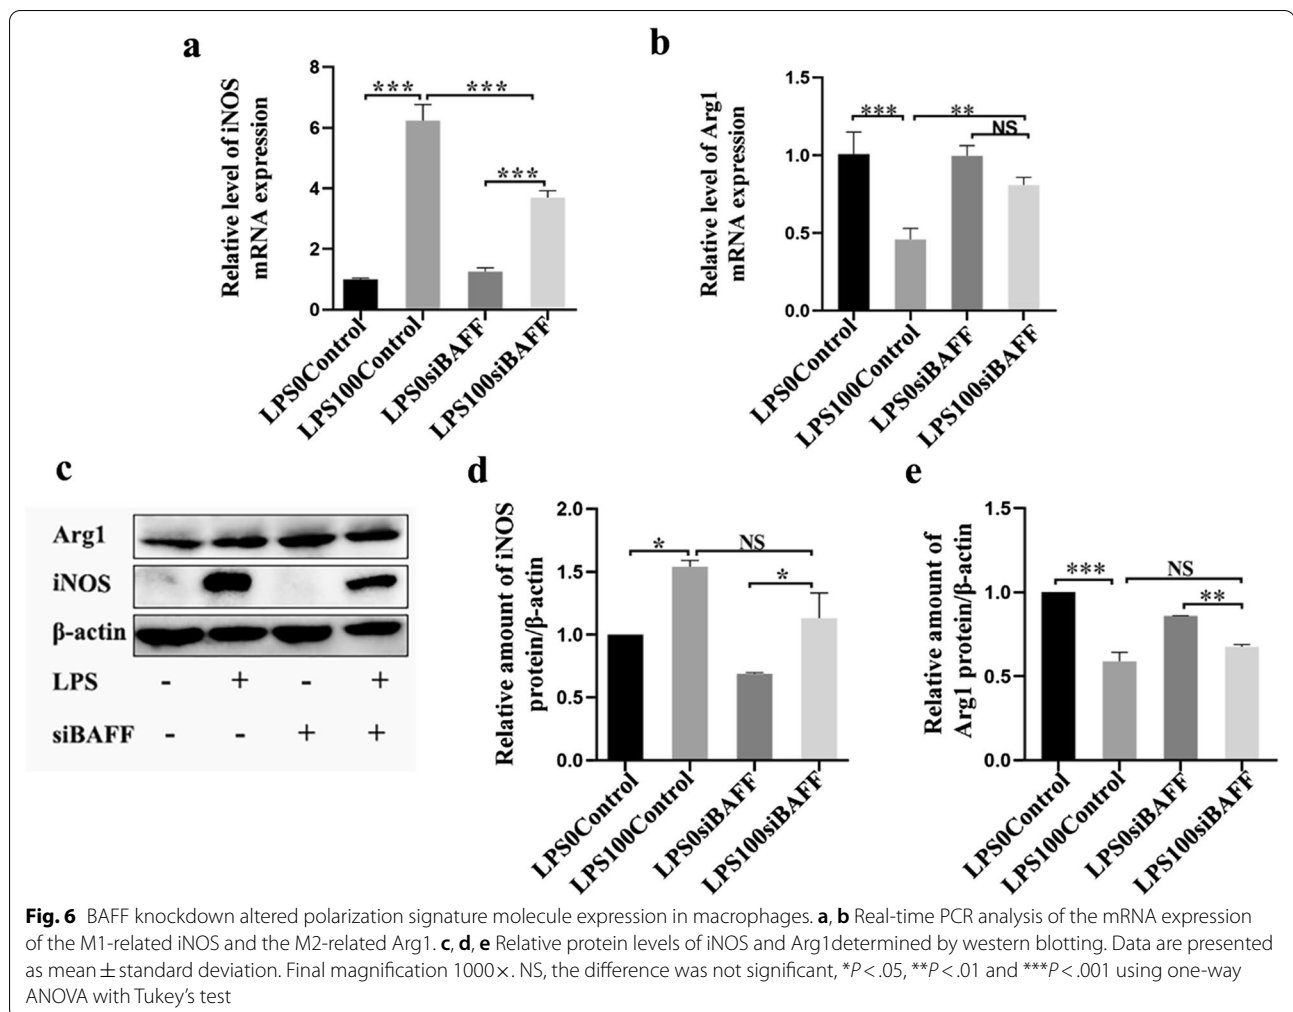 a
Relative level of iNOS
mRNA expression
8
6
4
2
0
***
***
***
LPS0Control
LPS100Control
LPS0siBAFF
LPS100siBAFF
b
Relative level of Arg1
mRNA expression
1.5
1.0
0.5
0.0
***
**
NS
LPS0Control
LPS100Control
LPS0siBAFF
LPS100siBAFF
c
Arg1
iNOS
β-actin
LPS - + - +
siBAFF - - + +
d
Relative amount of iNOS
protein/β-actin
2.0
1.5
1.0
0.5
0.0
*
NS
*
LPS0Control
LPS100Control
LPS0siBAFF
LPS100siBAFF
e
Relative amount of
Arg1 protein/β-actin
1.5
1.0
0.5
0.0
***
NS
**
LPS0Control
LPS100Control
LPS0siBAFF
LPS100siBAFF
Fig. 6 BAFF knockdown altered polarization signature molecule expression in macrophages. a, b Real-time PCR analysis of the mRNA expression
of the M1-related iNOS and the M2-related Arg1. c, d, e Relative protein levels of iNOS and Arg1determined by western blotting. Data are presented
as mean ± standard deviation. Final magnification 1000 ×. NS, the difference was not significant, *P < .05, **P < .01 and ***P < .001 using one-way
ANOVA with Tukey's test